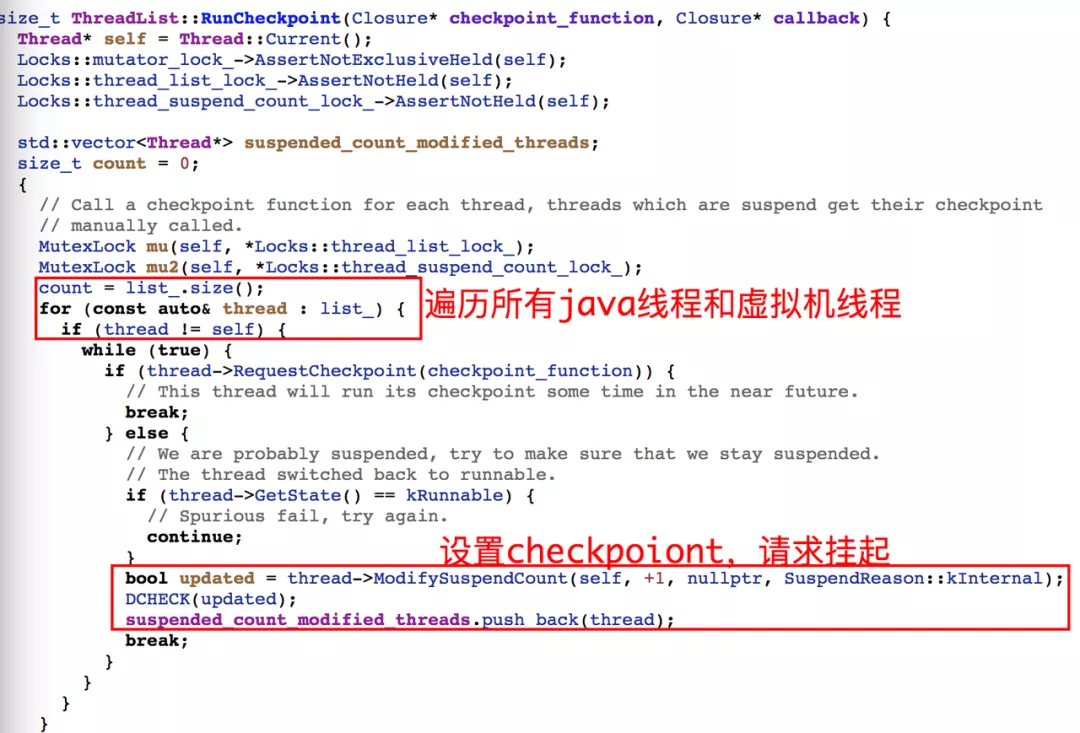 size_t ThreadList::RunCheckpoint(Closure* checkpoint_function, Closure* callback) {
Thread* self = Thread::Current();
Locks::mutator_lock_->AssertNotExclusiveHeld(self);
Locks::thread_list_lock_->AssertNotHeld(self);
Locks::thread_suspend_count_lock_->AssertNotHeld(self);
std::vector<Thread*> suspended_count_modified_threads;
size_t count = 0;
{
// Call a checkpoint function for each thread, threads which are suspend get their checkpoint
// manually called.
MutexLock mu(self, *Locks::thread_list_lock_);
MutexLock mu2(self, *Locks::thread_suspend_count_lock_);
count = list_.size();
for (const auto& thread : list_) {
遍历所有java线程和虚拟机线程
if (thread != self) {
while (true) {
if (thread->RequestCheckpoint(checkpoint_function)) {
// This thread will run its checkpoint some time in the near future.
break;
} else {
// We are probably suspended, try to make sure that we stay suspended.
// The thread switched back to runnable.
if (thread->GetState() == kRunnable) {
// Spurious fail, try again.
continue;
}
设置checkpoiont，请求挂起
bool updated = thread->ModifySuspendCount(self, +1, nullptr, SuspendReason::kInternal);
DCHECK(updated);
suspended_count_modified_threads.push_back(thread);
break;
}
}
}
}